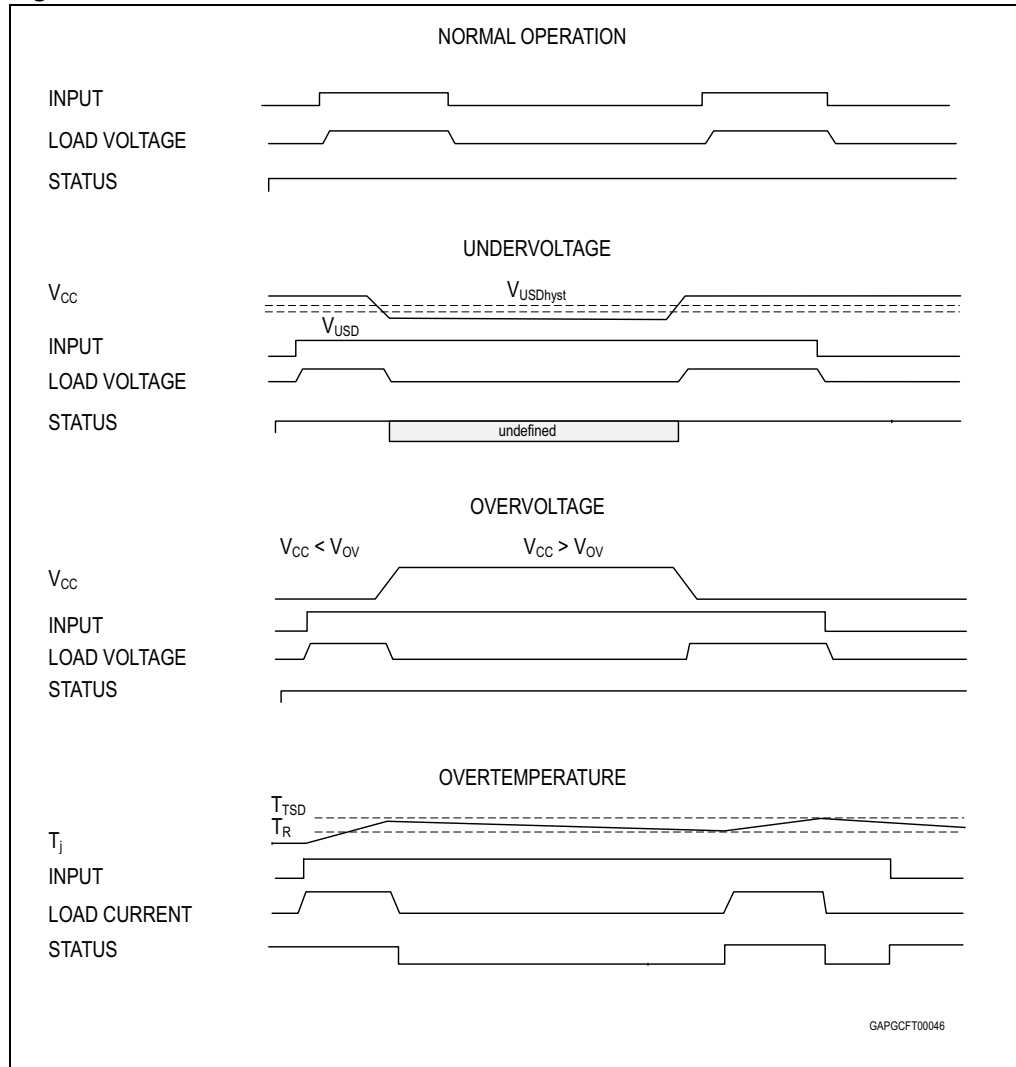 NORMAL OPERATION
INPUT
LOAD VOLTAGE
STATUS
UNDERVOLTAGE
VCC
VUSDhyst
VUSD
INPUT
LOAD VOLTAGE
STATUS
undefined
OVERVOLTAGE
VCC < VOV VCC > VOV
VCC
INPUT
LOAD VOLTAGE
STATUS
OVERTEMPERATURE
TTSD
TR
Tj
INPUT
LOAD CURRENT
STATUS
GAPGCFT00046